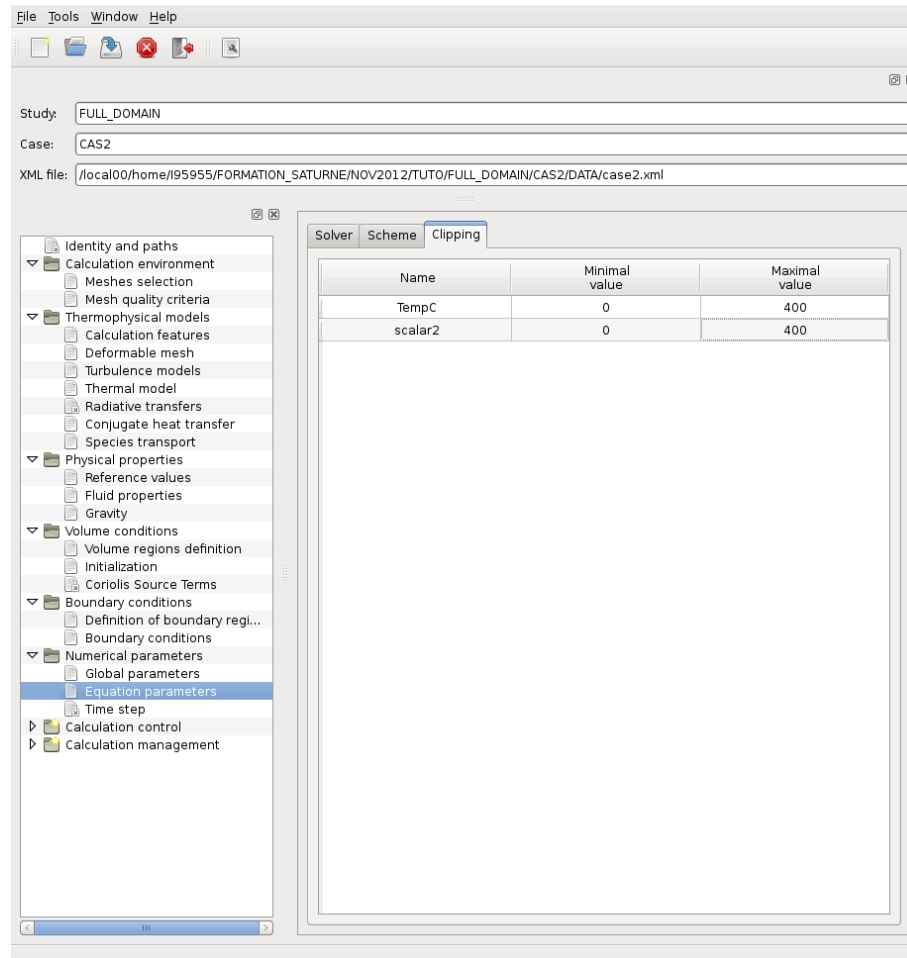 File Tools Window Help
Study: FULL_DOMAIN
Case: CAS2
XML file: /local00/home/I95955/FORMATION_SATURNE/NOV2012/TUTO/FULL_DOMAIN/CAS2/DATA/case2.xml
Identity and paths
Calculation environment
Meshes selection
Mesh quality criteria
Thermophysical models
Calculation features
Deformable mesh
Turbulence models
Thermal model
Radiative transfers
Conjugate heat transfer
Species transport
Physical properties
Reference values
Fluid properties
Gravity
Volume conditions
Volume regions definition
Initialization
Coriolis Source Terms
Boundary conditions
Definition of boundary regi...
Boundary conditions
Numerical parameters
Global parameters
Equation parameters
Time step
Calculation control
Calculation management
Solver Scheme Clipping
Name Minimal value Maximal value
TempC 0 400
scalar2 0 400